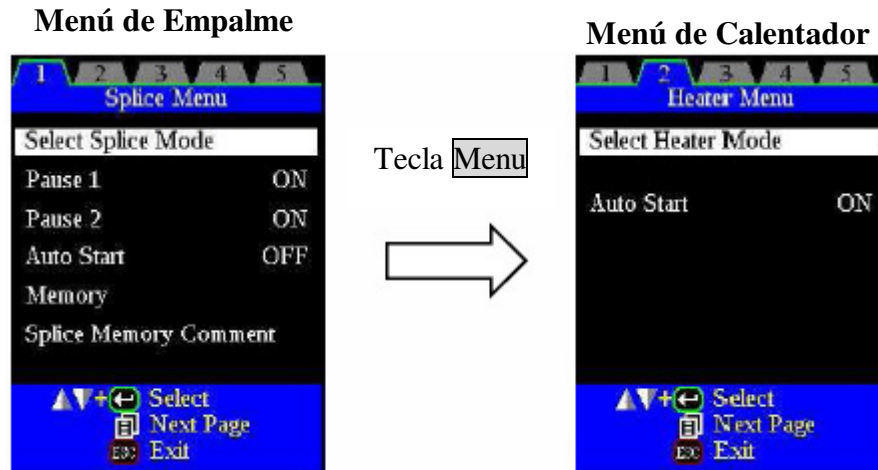 Menú de Empalme
1 2 3 4 5
Splice Menu
Select Splice Mode
Pause 1 ON
Pause 2 ON
Auto Start OFF
Memory
Splice Memory Comment
+ Select
Next Page
ESC Exit
Tecla Menu
Menú de Calentador
1 2 3 4 5
Heater Menu
Select Heater Mode
Auto Start ON
+ Select
Next Page
ESC Exit